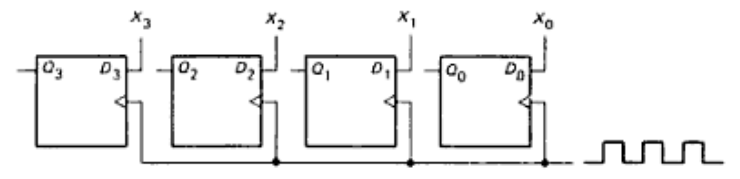 X3 X2 X1 X0
Q3 D3 Q2 D2 Q1 D1 Q0 D0